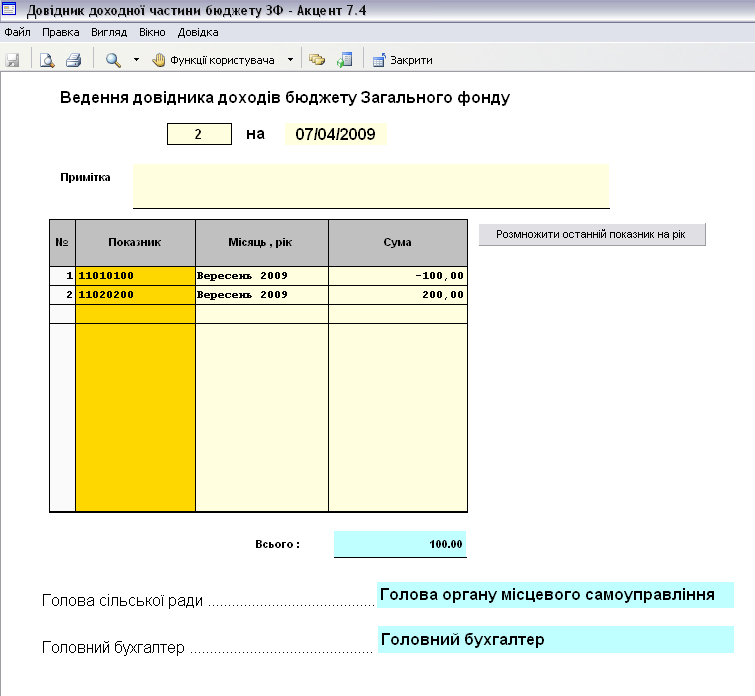 Довідник доходної частини бюджету ЗФ - Акцент 7.4
Файл Правка Вигляд Вікно Довідка
Функції користувача Закрити
Ведення довідника доходів бюджету Загального фонду
2 на 07/04/2009
Примітка
Розмножити останній показник на рік
№ Показник Місяць , рік Сума
1 11010100 Вересень 2009 -100,00
2 11020200 Вересень 2009 200,00
Всього : 100.00
Голова сільської ради .......................................... Голова органу місцевого самоуправління
Головний бухгалтер .............................................. Головний бухгалтер